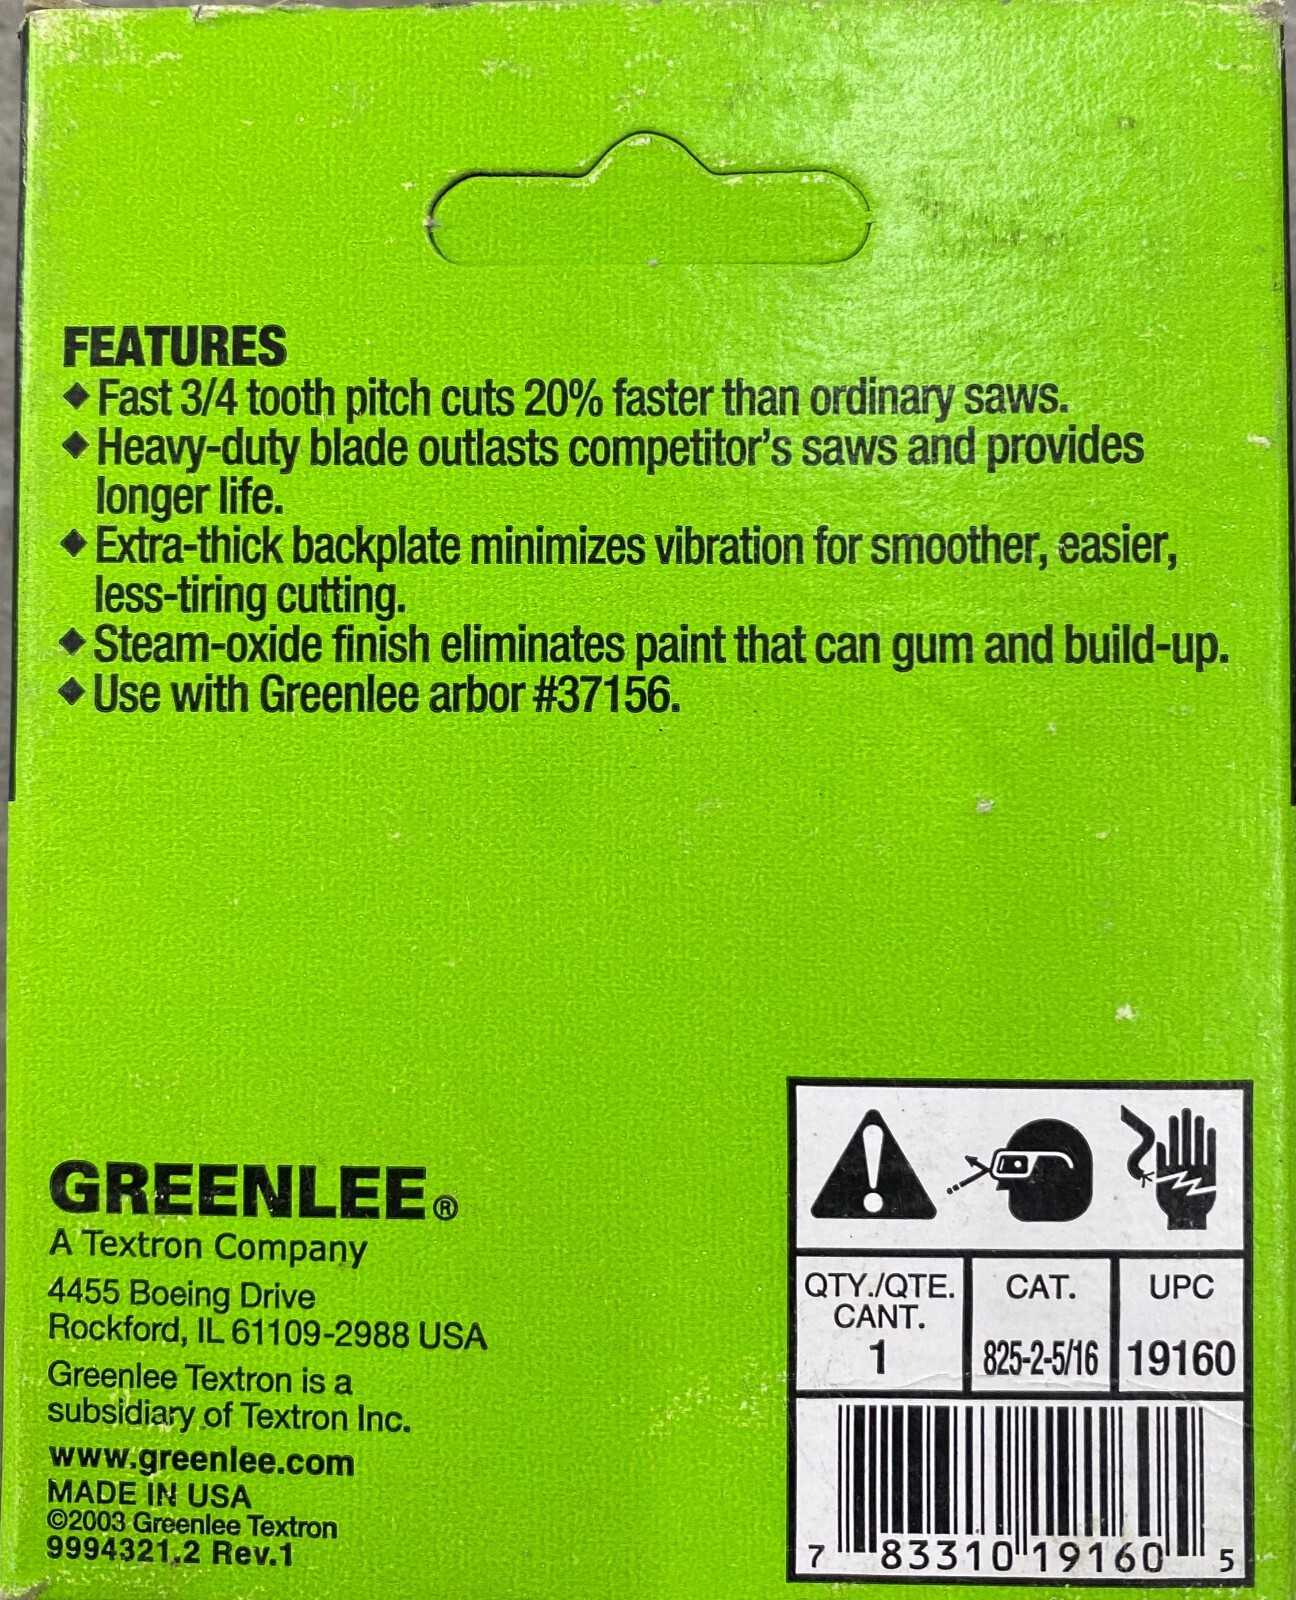 FEATURES
◆ Fast 3/4 tooth pitch cuts 20% faster than ordinary saws.
◆ Heavy-duty blade outlasts competitor's saws and provides
longer life.
◆ Extra-thick backplate minimizes vibration for smoother, easier,
less-tiring cutting.
◆ Steam-oxide finish eliminates paint that can gum and build-up.
◆ Use with Greenlee arbor #37156.
GREENLEE®
A Textron Company
4455 Boeing Drive
Rockford, IL 61109-2988 USA
Greenlee Textron is a
subsidiary of Textron Inc.
www.greenlee.com
MADE IN USA
©2003 Greenlee Textron
9994321.2 Rev.1
QTY./QTE.
CANT.
1
CAT.
825-2-5/16
UPC
19160
7 83310 19160 5